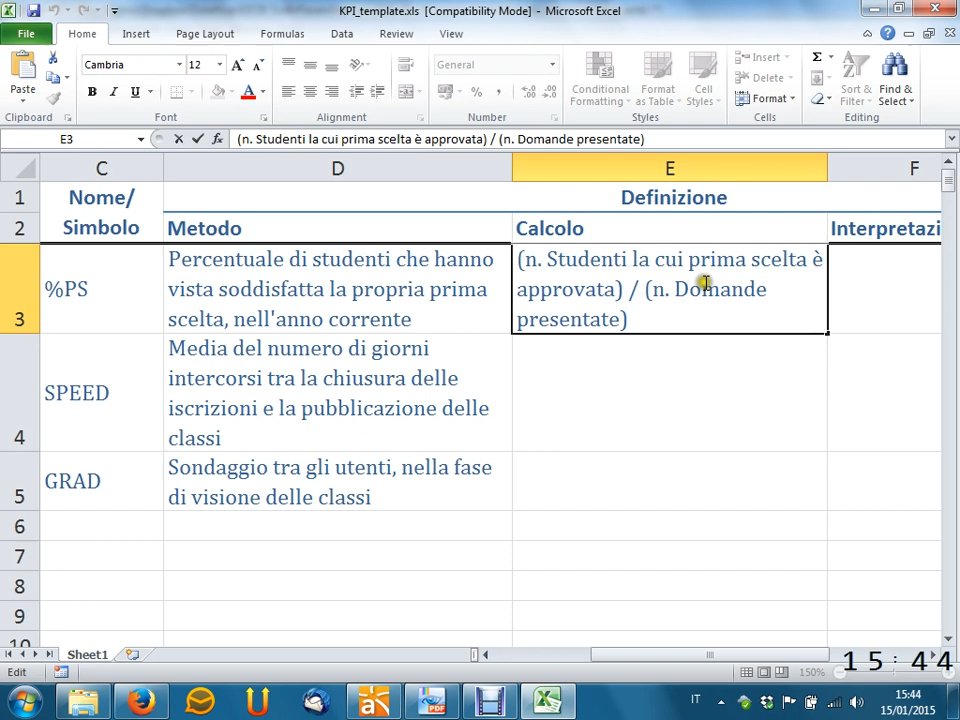 KPI_template.xls [Compatibility Mode] - Microsoft Excel
File Home Insert Page Layout Formulas Data Review View
Paste
Clipboard
Cambria 12
B I U
Font
Alignment
General
Number
Conditional Formatting
Format as Table
Cell Styles
Styles
Insert
Delete
Format
Cells
Sort & Filter
Find & Select
Editing
E3 fx (n. Studenti la cui prima scelta è approvata) / (n. Domande presentate)
C D E F
1 Nome/ Definizione
2 Simbolo Metodo Calcolo Interpretazi
3 %PS
Percentuale di studenti che hanno
vista soddisfatta la propria prima
scelta, nell'anno corrente
(n. Studenti la cui prima scelta è
approvata) / (n. Domande
presentate)
4 SPEED
Media del numero di giorni
intercorsi tra la chiusura delle
iscrizioni e la pubblicazione delle
classi
5 GRAD
Sondaggio tra gli utenti, nella fase
di visione delle classi
6
7
8
9
10
Sheet1
Edit 150%
15:44
IT
15:44
15/01/2015